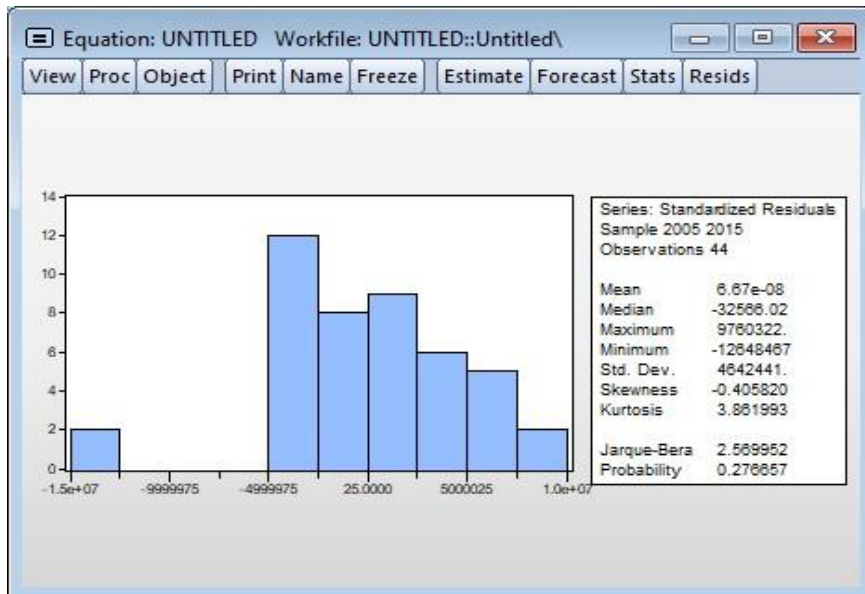 Equation: UNTITLED Workfile: UNTITLED::Untitled\
View Proc Object Print Name Freeze Estimate Forecast Stats Resids
14
12
10
8
6
4
2
0
-1.5e+07 -9999975 -4999975 25.0000 5000025 1.0e+07
Series: Standardized Residuals
Sample 2005 2015
Observations 44
Mean 6.67e-08
Median -32566.02
Maximum 9760322.
Minimum -12648467
Std. Dev. 4642441.
Skewness -0.405820
Kurtosis 3.861993
Jarque-Bera 2.569952
Probability 0.276657